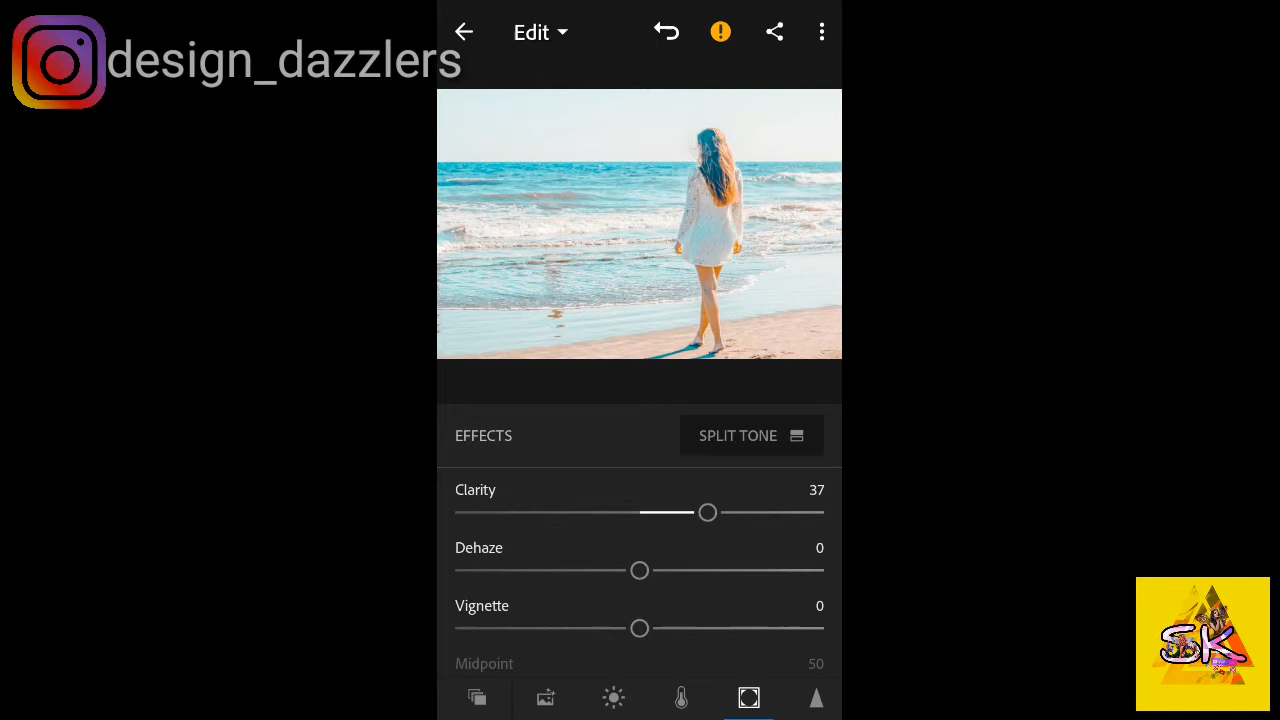 design_dazzlers
Edit
EFFECTS
SPLIT TONE
Clarity 37
Dehaze 0
Vignette 0
Midpoint 50
SK